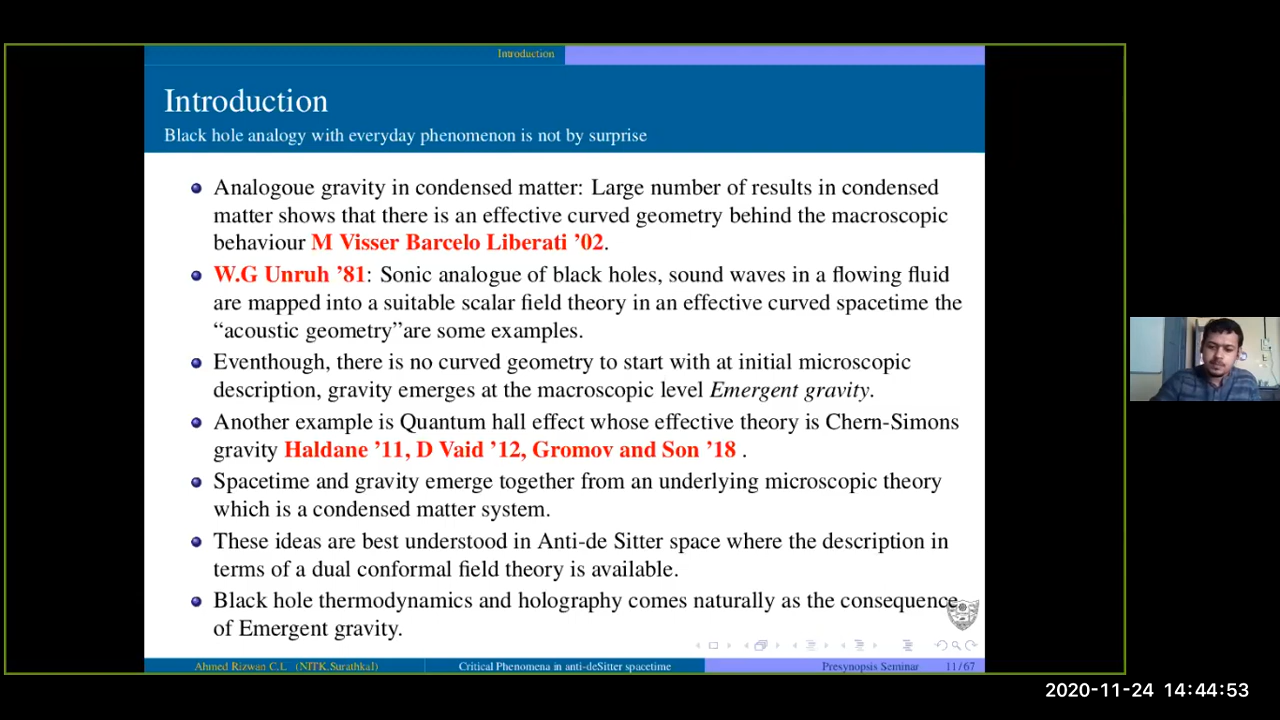 Introduction
Introduction
Black hole analogy with everyday phenomenon is not by surprise
Analogoue gravity in condensed matter: Large number of results in condensed
matter shows that there is an effective curved geometry behind the macroscopic
behaviour M Visser Barcelo Liberati ’02.
W.G Unruh ’81: Sonic analogue of black holes, sound waves in a flowing fluid
are mapped into a suitable scalar field theory in an effective curved spacetime the
“acoustic geometry”are some examples.
Eventhough, there is no curved geometry to start with at initial microscopic
description, gravity emerges at the macroscopic level Emergent gravity.
Another example is Quantum hall effect whose effective theory is Chern-Simons
gravity Haldane ’11, D Vaid ’12, Gromov and Son ’18 .
Spacetime and gravity emerge together from an underlying microscopic theory
which is a condensed matter system.
These ideas are best understood in Anti-de Sitter space where the description in
terms of a dual conformal field theory is available.
Black hole thermodynamics and holography comes naturally as the consequence
of Emergent gravity.
Ahmed Rizwan C.L (NITK,Surathkal) Critical Phenomena in anti-deSitter spacetime Presynopsis Seminar 11/67
2020-11-24 14:44:53